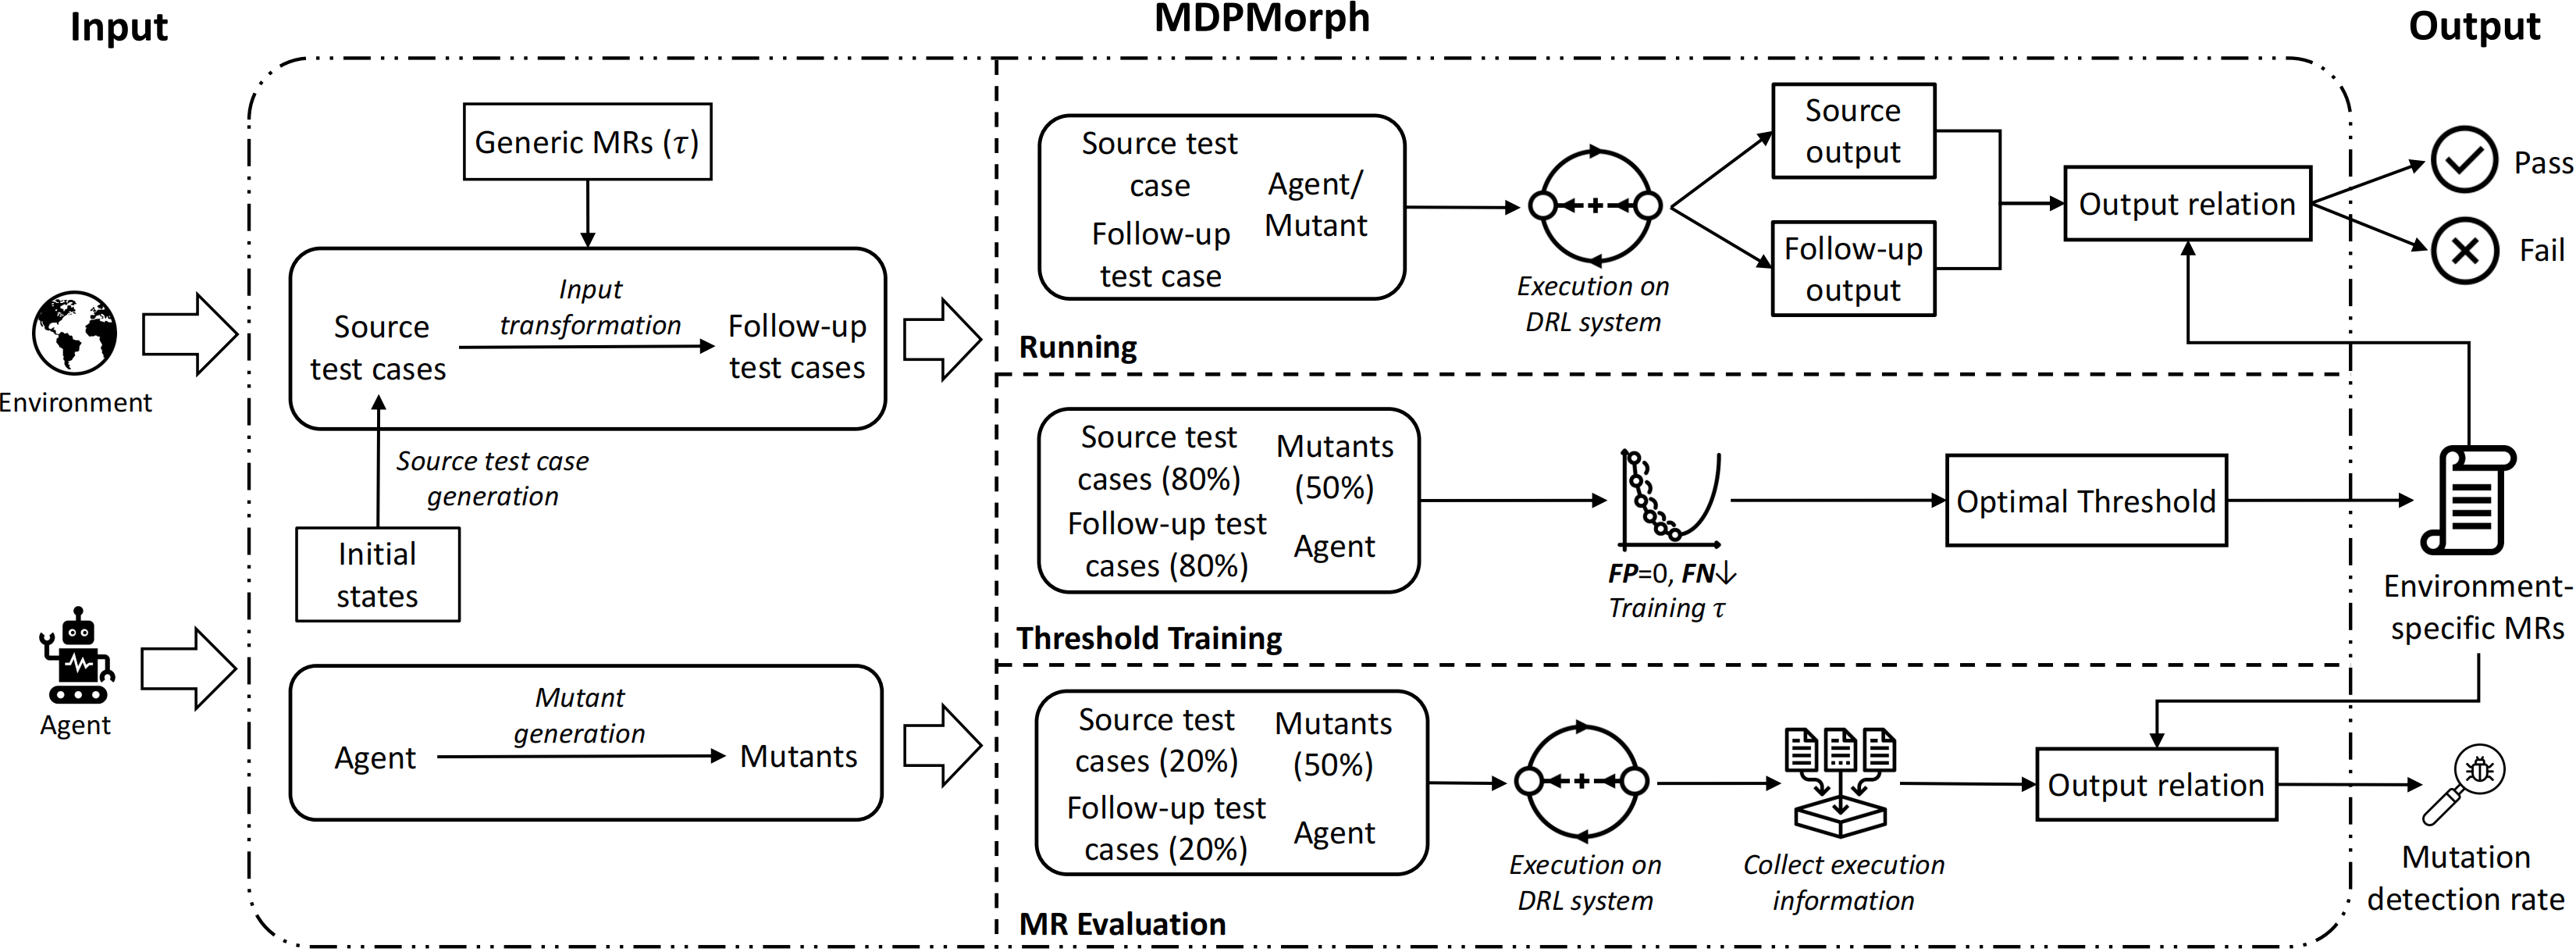 Input
MDPMorph
Output
Generic MRs (τ)
Environment
Source
test cases
Input
transformation
Follow-up
test cases
Source test case
generation
Initial
states
Agent
Agent
Mutant
generation
Mutants
Source test
case
Follow-up
test case
Agent/
Mutant
Execution on
DRL system
Source
output
Follow-up
output
Output relation
Pass
Fail
Running
Source test
cases (80%)
Follow-up test
cases (80%)
Mutants
(50%)
Agent
FP=0, FN↓
Training τ
Optimal Threshold
Environment-
specific MRs
Threshold Training
Source test
cases (20%)
Follow-up test
cases (20%)
Mutants
(50%)
Agent
Execution on
DRL system
Collect execution
information
Output relation
Mutation
detection rate
MR Evaluation